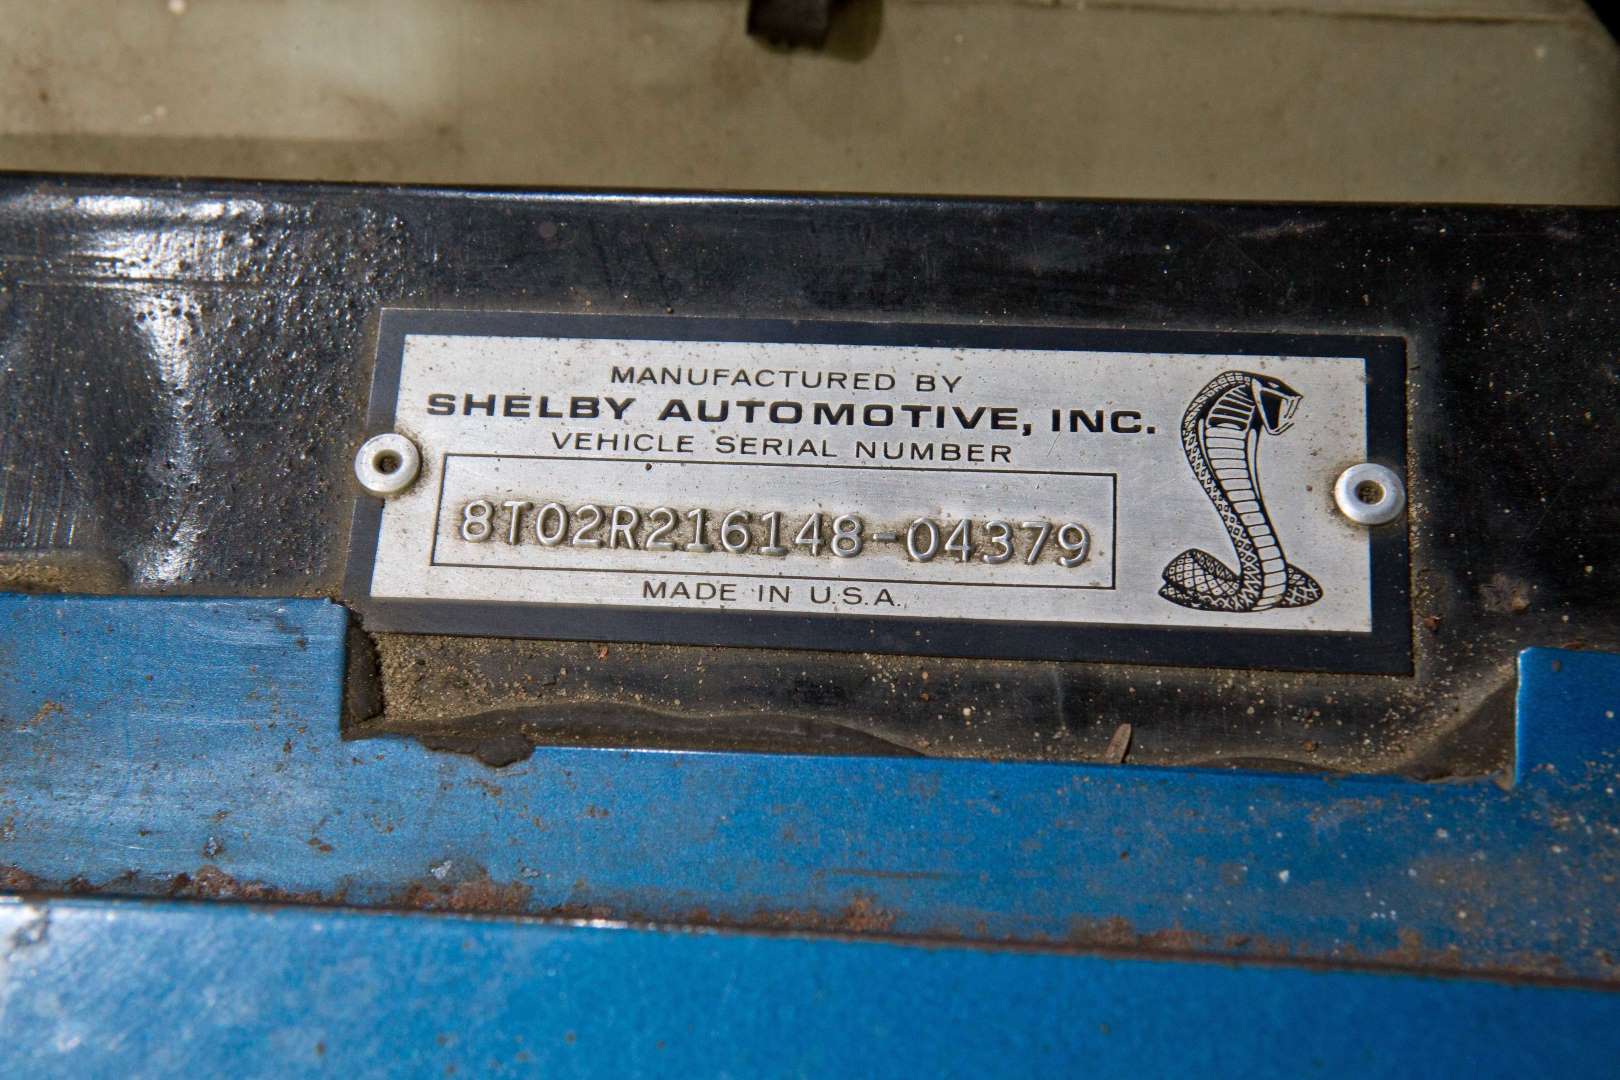 MANUFACTURED BY
SHELBY AUTOMOTIVE, INC.
VEHICLE SERIAL NUMBER
8T02R216148-04379
MADE IN U.S.A.